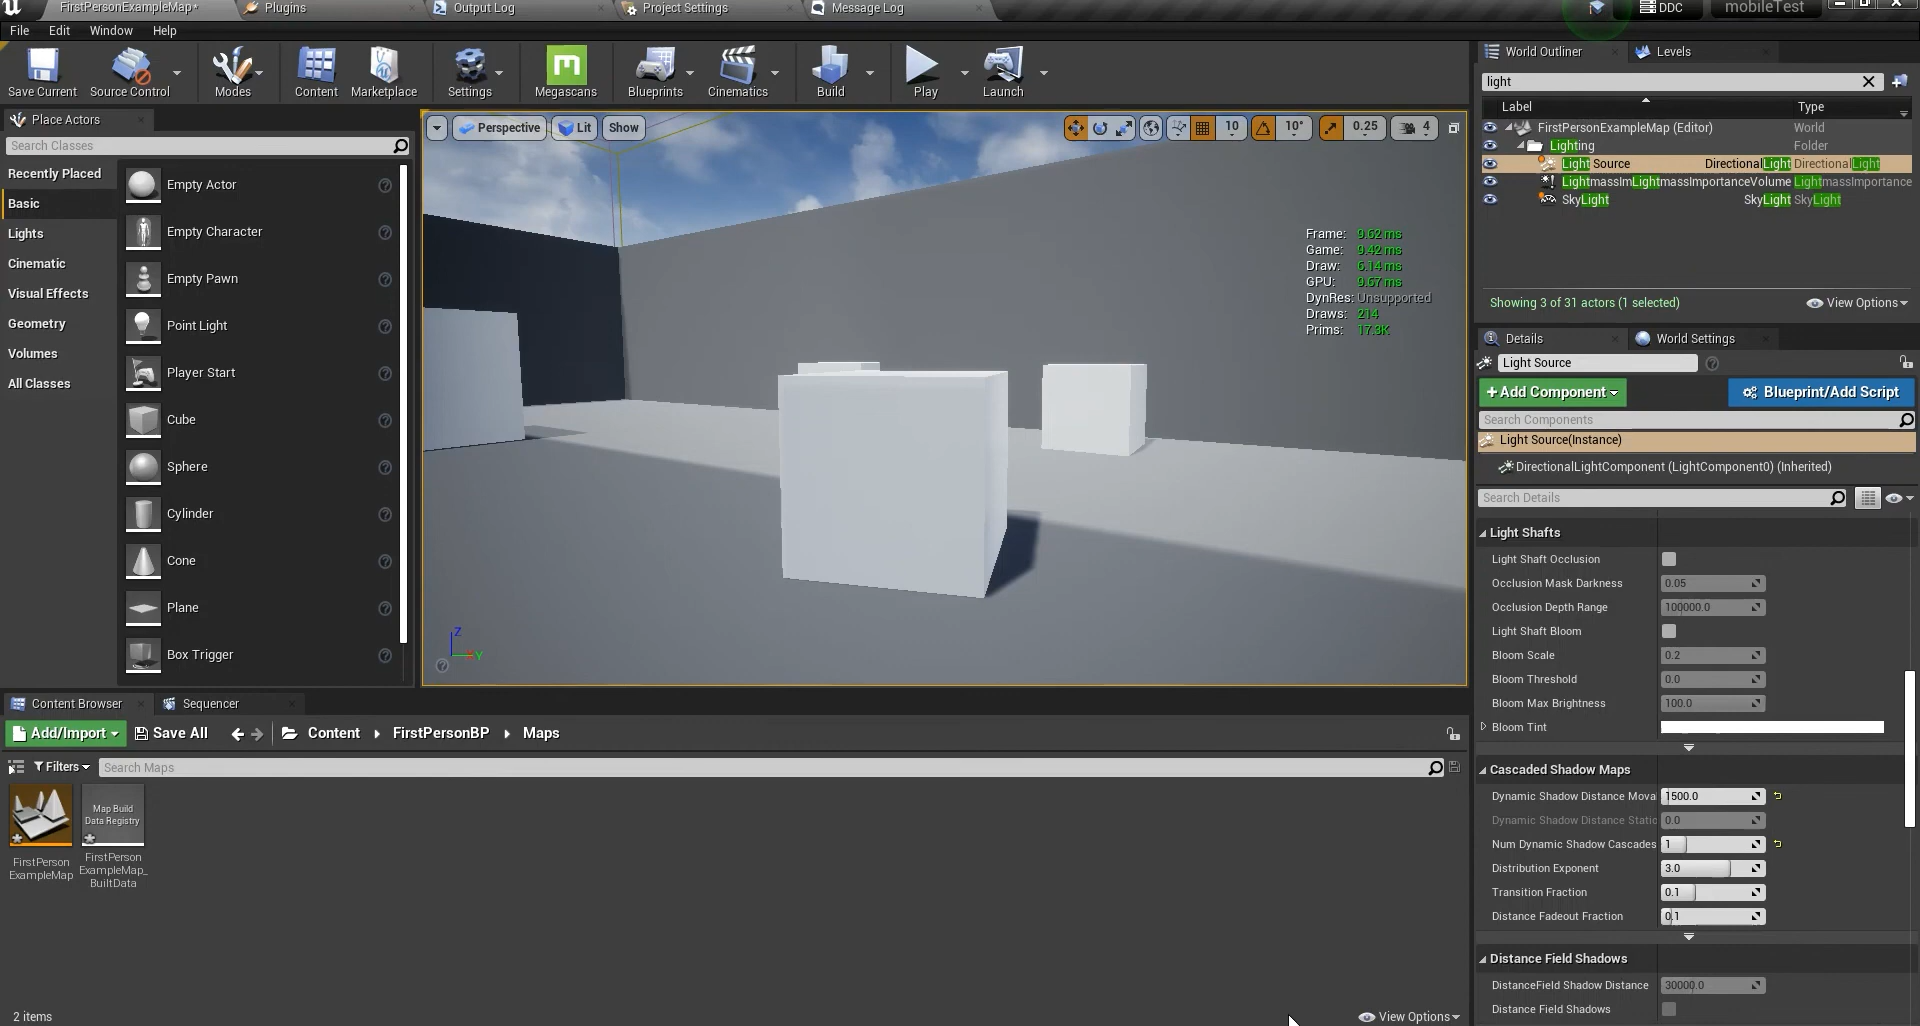 FirstPersonExampleMap*
Plugins
Output Log
Project Settings
Message Log
DDC
mobileTest
File Edit Window Help
Save Current
Source Control
Modes
Content
Marketplace
Settings
Megascans
Blueprints
Cinematics
Build
Play
Launch
Place Actors
Search Classes
Recently Placed
Basic
Lights
Cinematic
Visual Effects
Geometry
Volumes
All Classes
Empty Actor
Empty Character
Empty Pawn
Point Light
Player Start
Cube
Sphere
Cylinder
Cone
Plane
Box Trigger
Perspective
Lit
Show
10
10°
0.25
4
Frame: 9.62 ms
Game: 9.42 ms
Draw: 6.14 ms
GPU: 9.67 ms
DynRes: Unsupported
Draws: 214
Prims: 17.3K
Z
Y
Content Browser
Sequencer
Add/Import
Save All
Content
FirstPersonBP
Maps
Filters
Search Maps
Map Build
Data Registry
FirstPerson
ExampleMap
FirstPerson
ExampleMap_
BuiltData
2 items
View Options
World Outliner
Levels
light
Label Type
FirstPersonExampleMap (Editor) World
Lighting Folder
Light Source DirectionalLight DirectionalLight
LightmassImLightmassImportanceVolume LightmassImportance
SkyLight SkyLight SkyLight
Showing 3 of 31 actors (1 selected)
View Options
Details
World Settings
Light Source
+Add Component
Blueprint/Add Script
Search Components
Light Source(Instance)
DirectionalLightComponent (LightComponent0) (Inherited)
Search Details
Light Shafts
Light Shaft Occlusion
Occlusion Mask Darkness 0.05
Occlusion Depth Range 100000.0
Light Shaft Bloom
Bloom Scale 0.2
Bloom Threshold 0.0
Bloom Max Brightness 100.0
Bloom Tint
Cascaded Shadow Maps
Dynamic Shadow Distance Mova 1500.0
Dynamic Shadow Distance Statio 0.0
Num Dynamic Shadow Cascades 1
Distribution Exponent 3.0
Transition Fraction 0.1
Distance Fadeout Fraction 0.1
Distance Field Shadows
DistanceField Shadow Distance 30000.0
Distance Field Shadows